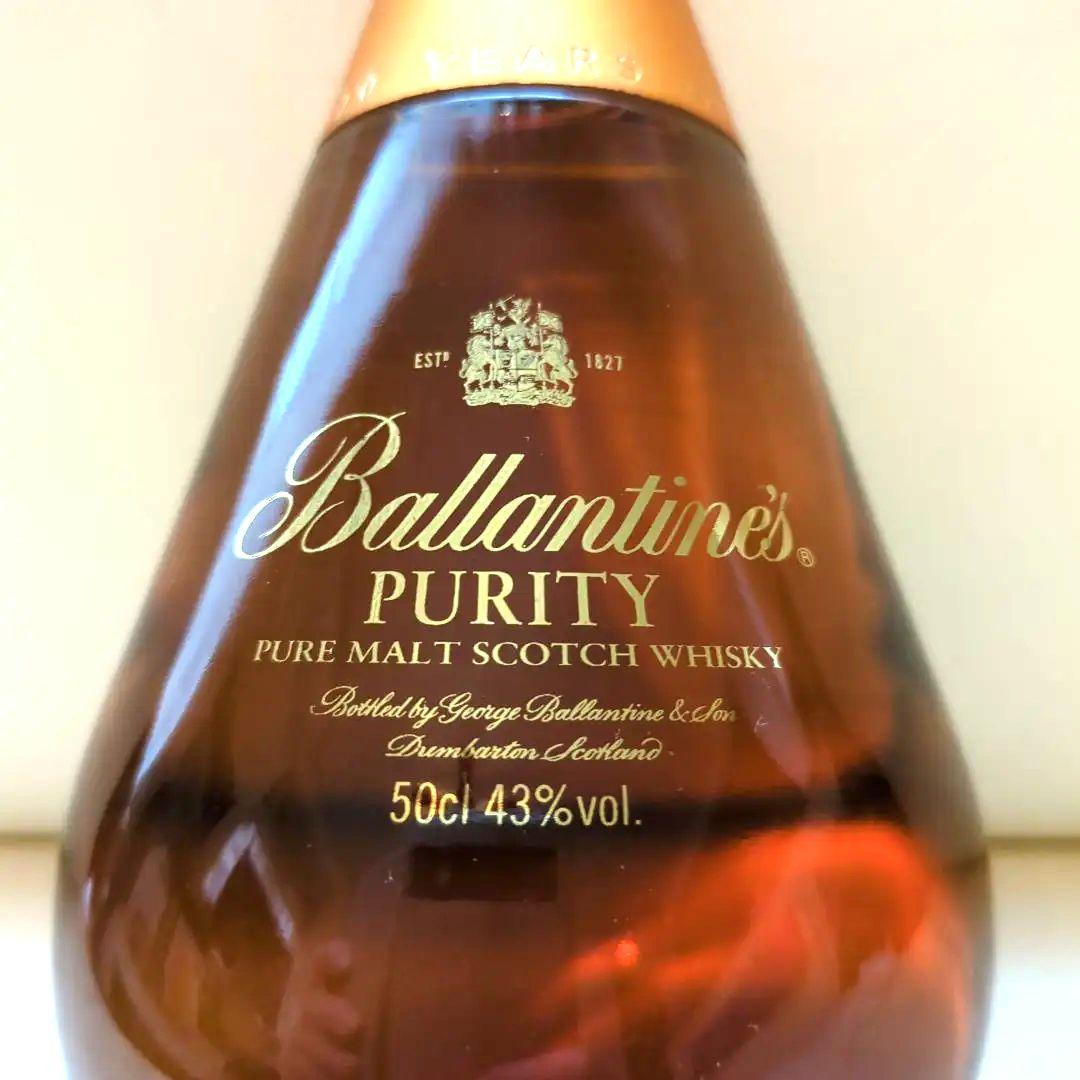 YEARS
ESTD. 1827
Ballantine's®
PURITY
PURE MALT SCOTCH WHISKY
Bottled by George Ballantine & Son
Dumbarton Scotland
50cl 43%vol.